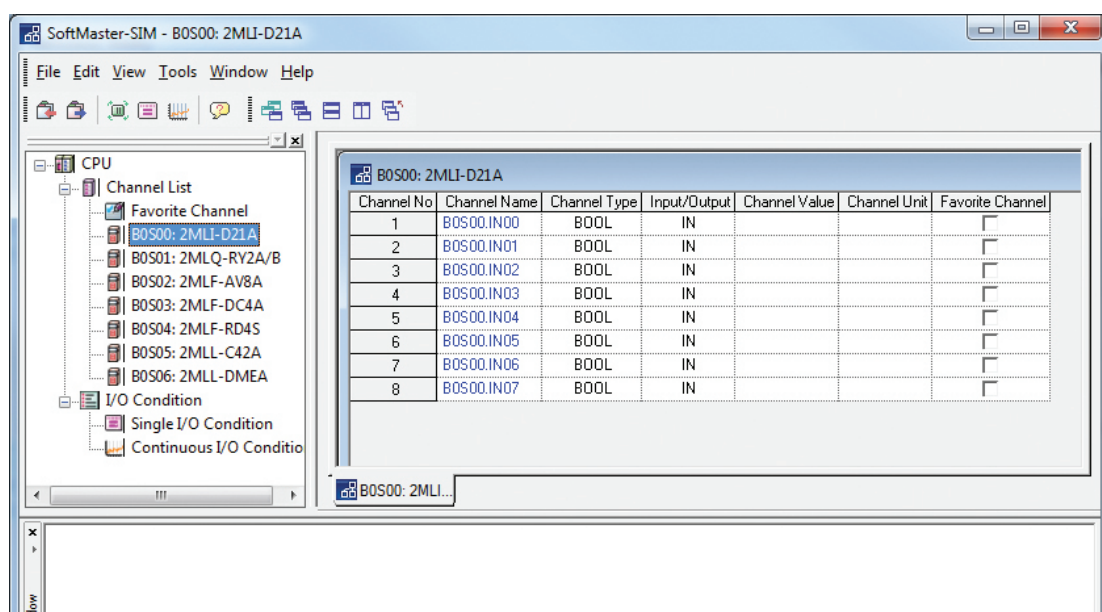 SoftMaster-SIM - B0S00: 2MLI-D21A
File Edit View Tools Window Help
CPU
Channel List
Favorite Channel
B0S00: 2MLI-D21A
B0S01: 2MLQ-RY2A/B
B0S02: 2MLF-AV8A
B0S03: 2MLF-DC4A
B0S04: 2MLF-RD4S
B0S05: 2MLL-C42A
B0S06: 2MLL-DMEA
I/O Condition
Single I/O Condition
Continuous I/O Conditio
B0S00: 2MLI-D21A
Channel No Channel Name Channel Type Input/Output Channel Value Channel Unit Favorite Channel
1 B0S00.IN00 BOOL IN
2 B0S00.IN01 BOOL IN
3 B0S00.IN02 BOOL IN
4 B0S00.IN03 BOOL IN
5 B0S00.IN04 BOOL IN
6 B0S00.IN05 BOOL IN
7 B0S00.IN06 BOOL IN
8 B0S00.IN07 BOOL IN
B0S00: 2MLI...